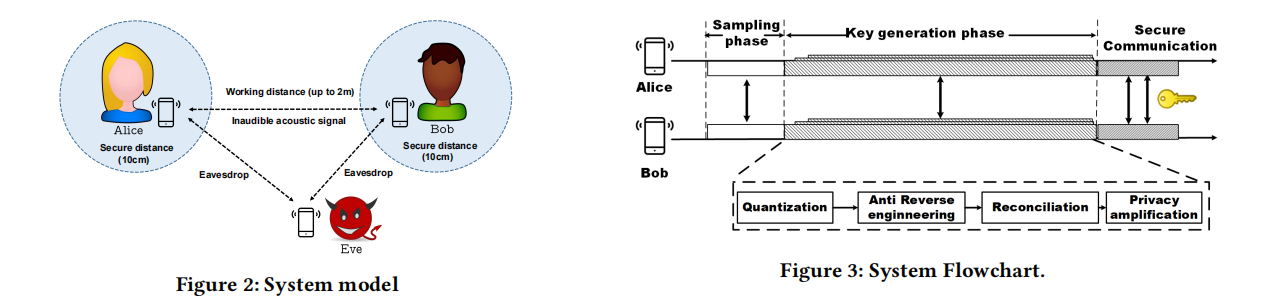 Alice
Secure distance
(10cm)
Working distance (up to 2m)
Inaudible acoustic signal
Bob
Secure distance
(10cm)
Eavesdrop
Eavesdrop
Eve
Figure 2: System model
Sampling
phase
Key generation phase
Secure
Communication
Alice
Bob
Quantization
Anti Reverse
enginneering
Reconciliation
Privacy
amplification
Figure 3: System Flowchart.